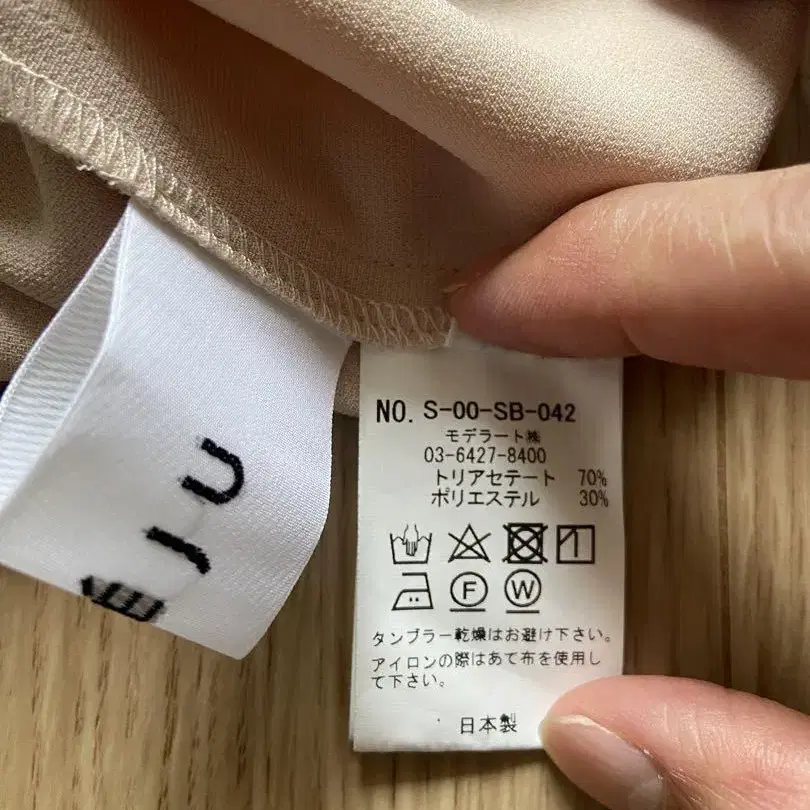 NO. S-00-SB-042
モデラート㈱
03-6427-8400
トリアセテート 70%
ポリエステル 30%
F W
タンブラー乾燥はお避け下さい。
アイロンの際はあて布を使用し
て下さい。
日本製